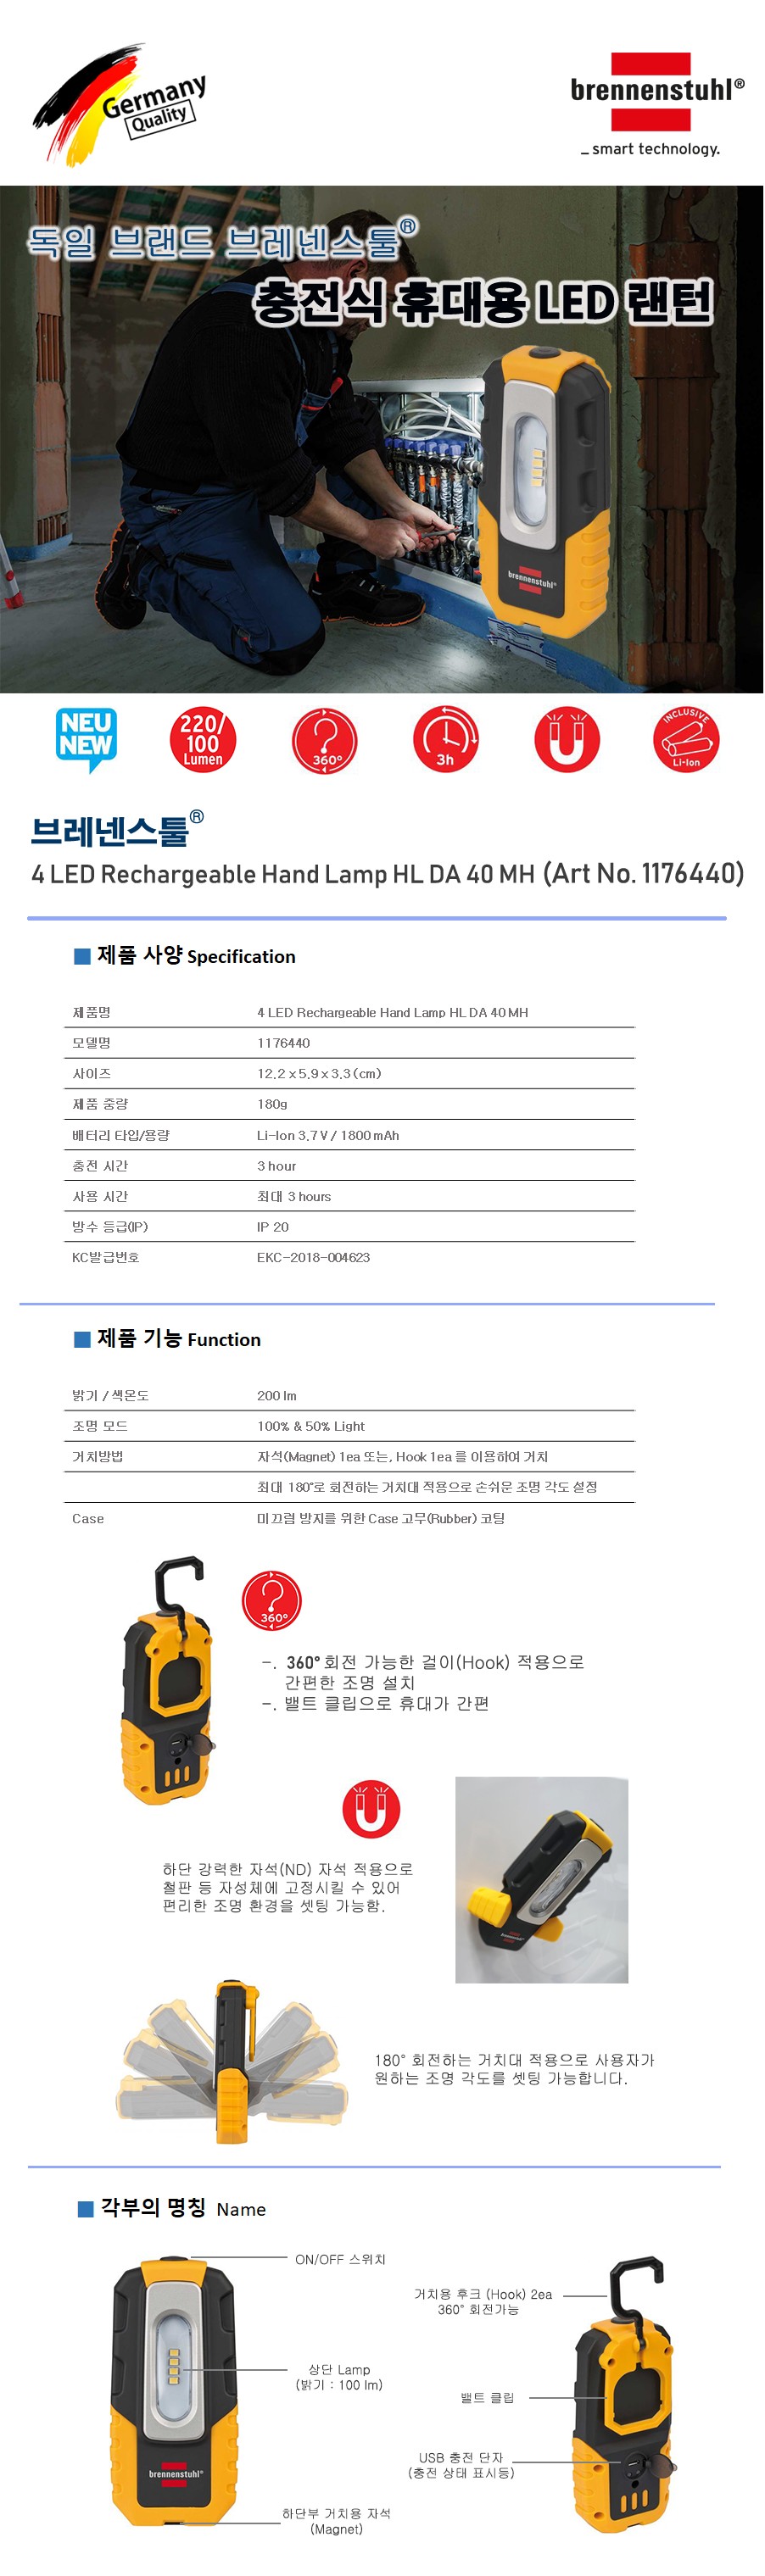 Germany
Quality
brennenstuhl®
_ smart technology.
독일 브랜드 브레넨스툴®
충전식 휴대용 LED 랜턴
brennenstuhl®
NEU
NEW
220/
100
Lumen
360°
3h
INCLUSIVE
Li-Ion
브레넨스툴®
4 LED Rechargeable Hand Lamp HL DA 40 MH (Art No. 1176440)
■ 제품 사양 Specification
제품명 4 LED Rechargeable Hand Lamp HL DA 40 MH
모델명 1176440
사이즈 12.2 x 5.9 x 3.3 (cm)
제품 중량 180g
배터리 타입/용량 Li-Ion 3.7 V / 1800 mAh
충전 시간 3 hour
사용 시간 최대 3 hours
방수 등급(IP) IP 20
KC발급번호 EKC-2018-004623
■ 제품 기능 Function
밝기 / 색온도 200 lm
조명 모드 100% & 50% Light
거치방법 자석(Magnet) 1ea 또는, Hook 1ea 를 이용하여 거치
최대 180°로 회전하는 거치대 적용으로 손쉬운 조명 각도 설정
Case 미끄럼 방지를 위한 Case 고무(Rubber) 코팅
360°
-. 360° 회전 가능한 걸이(Hook) 적용으로
간편한 조명 설치
-. 밸트 클립으로 휴대가 간편
하단 강력한 자석(ND) 자석 적용으로
철판 등 자성체에 고정시킬 수 있어
편리한 조명 환경을 셋팅 가능함.
brennenstuhl®
180° 회전하는 거치대 적용으로 사용자가
원하는 조명 각도를 셋팅 가능합니다.
■ 각부의 명칭 Name
ON/OFF 스위치
거치용 후크 (Hook) 2ea
360° 회전가능
상단 Lamp
(밝기 : 100 lm)
밸트 클립
USB 충전 단자
(충전 상태 표시등)
brennenstuhl®
하단부 거치용 자석
(Magnet)